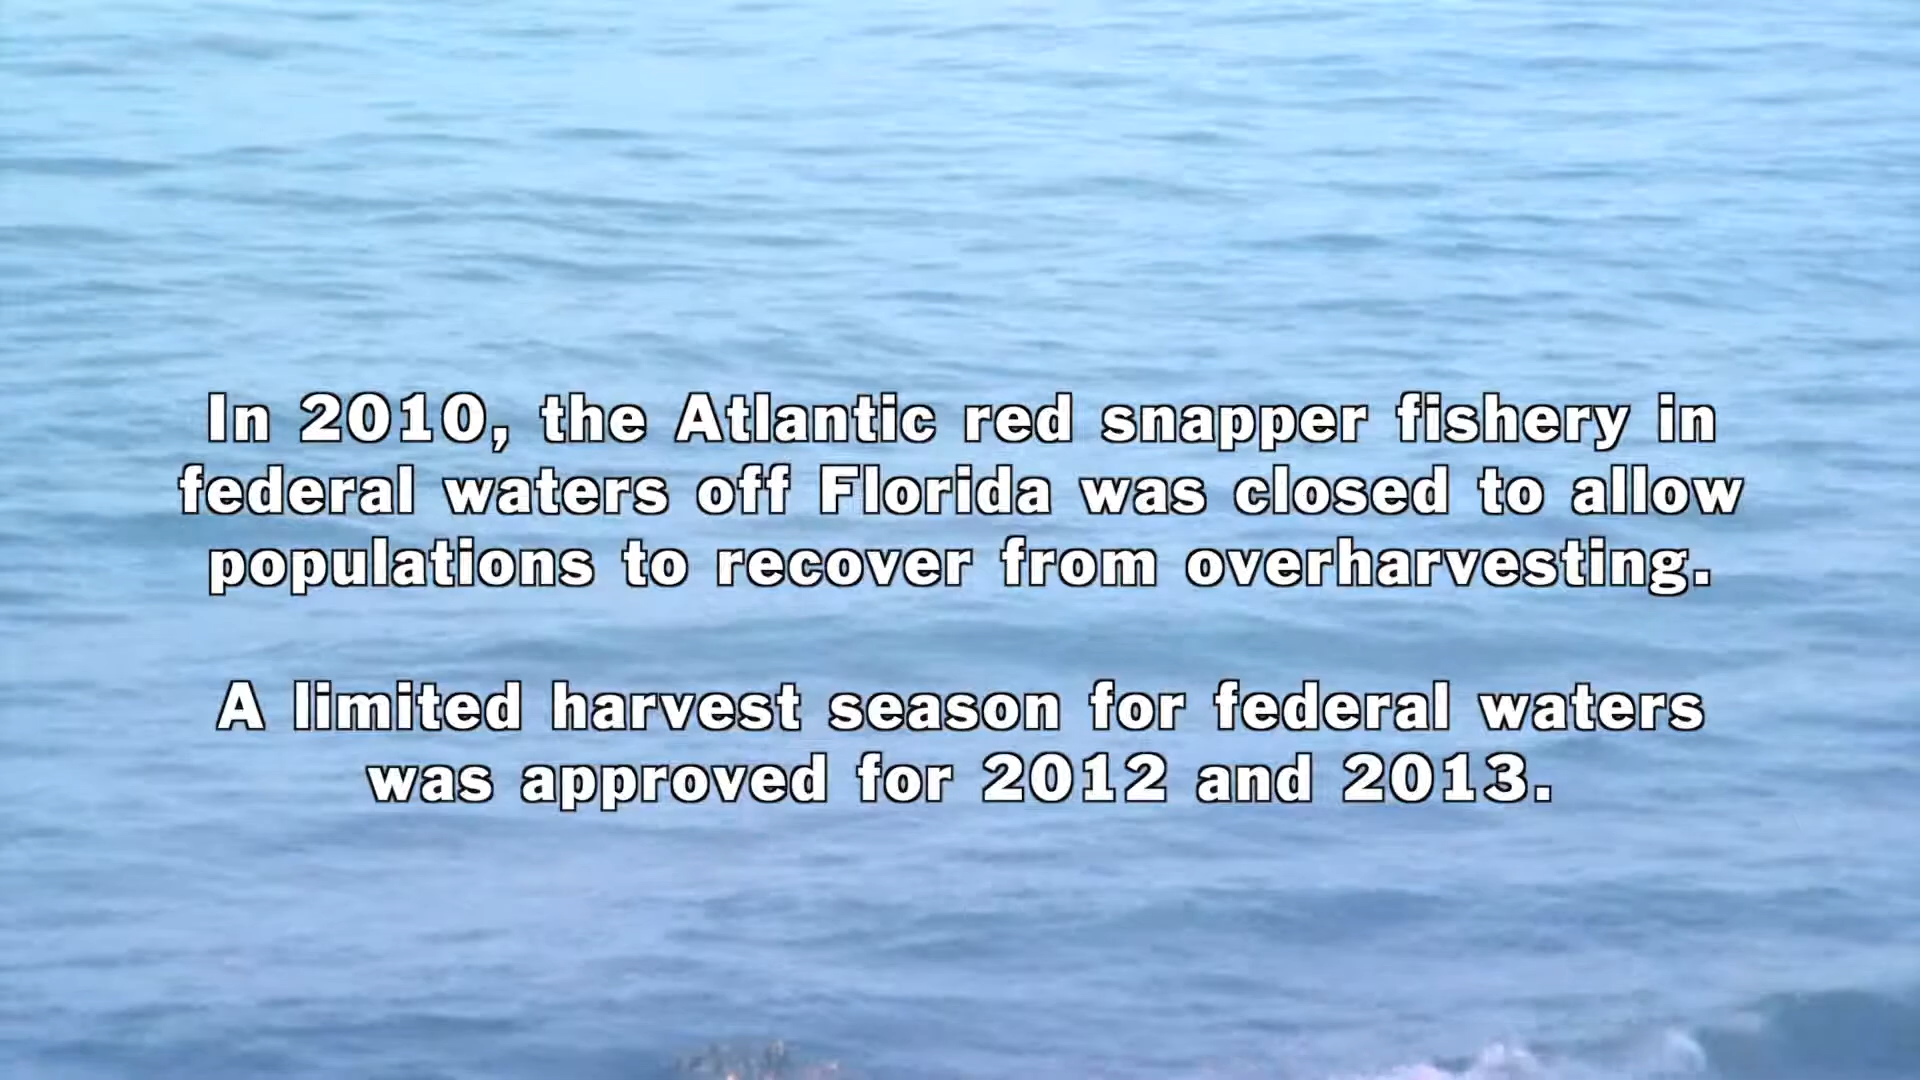 In 2010, the Atlantic red snapper fishery in
federal waters off Florida was closed to allow
populations to recover from overharvesting.
A limited harvest season for federal waters
was approved for 2012 and 2013.